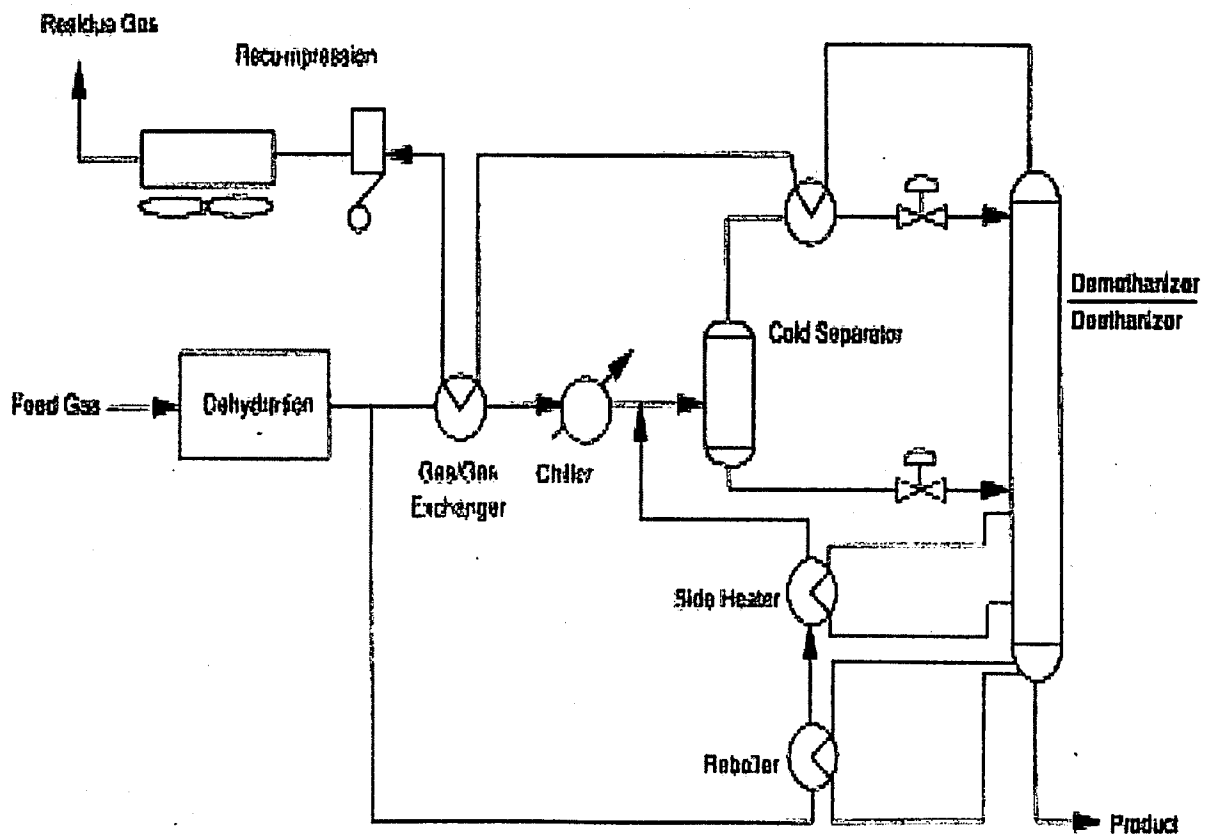 Residue Gas
Recompression
Demethanizer
Deethanizer
Cold Separator
Feed Gas
Dehydration
Gas/Gas
Exchanger
Chiller
Side Heater
Reboiler
Product